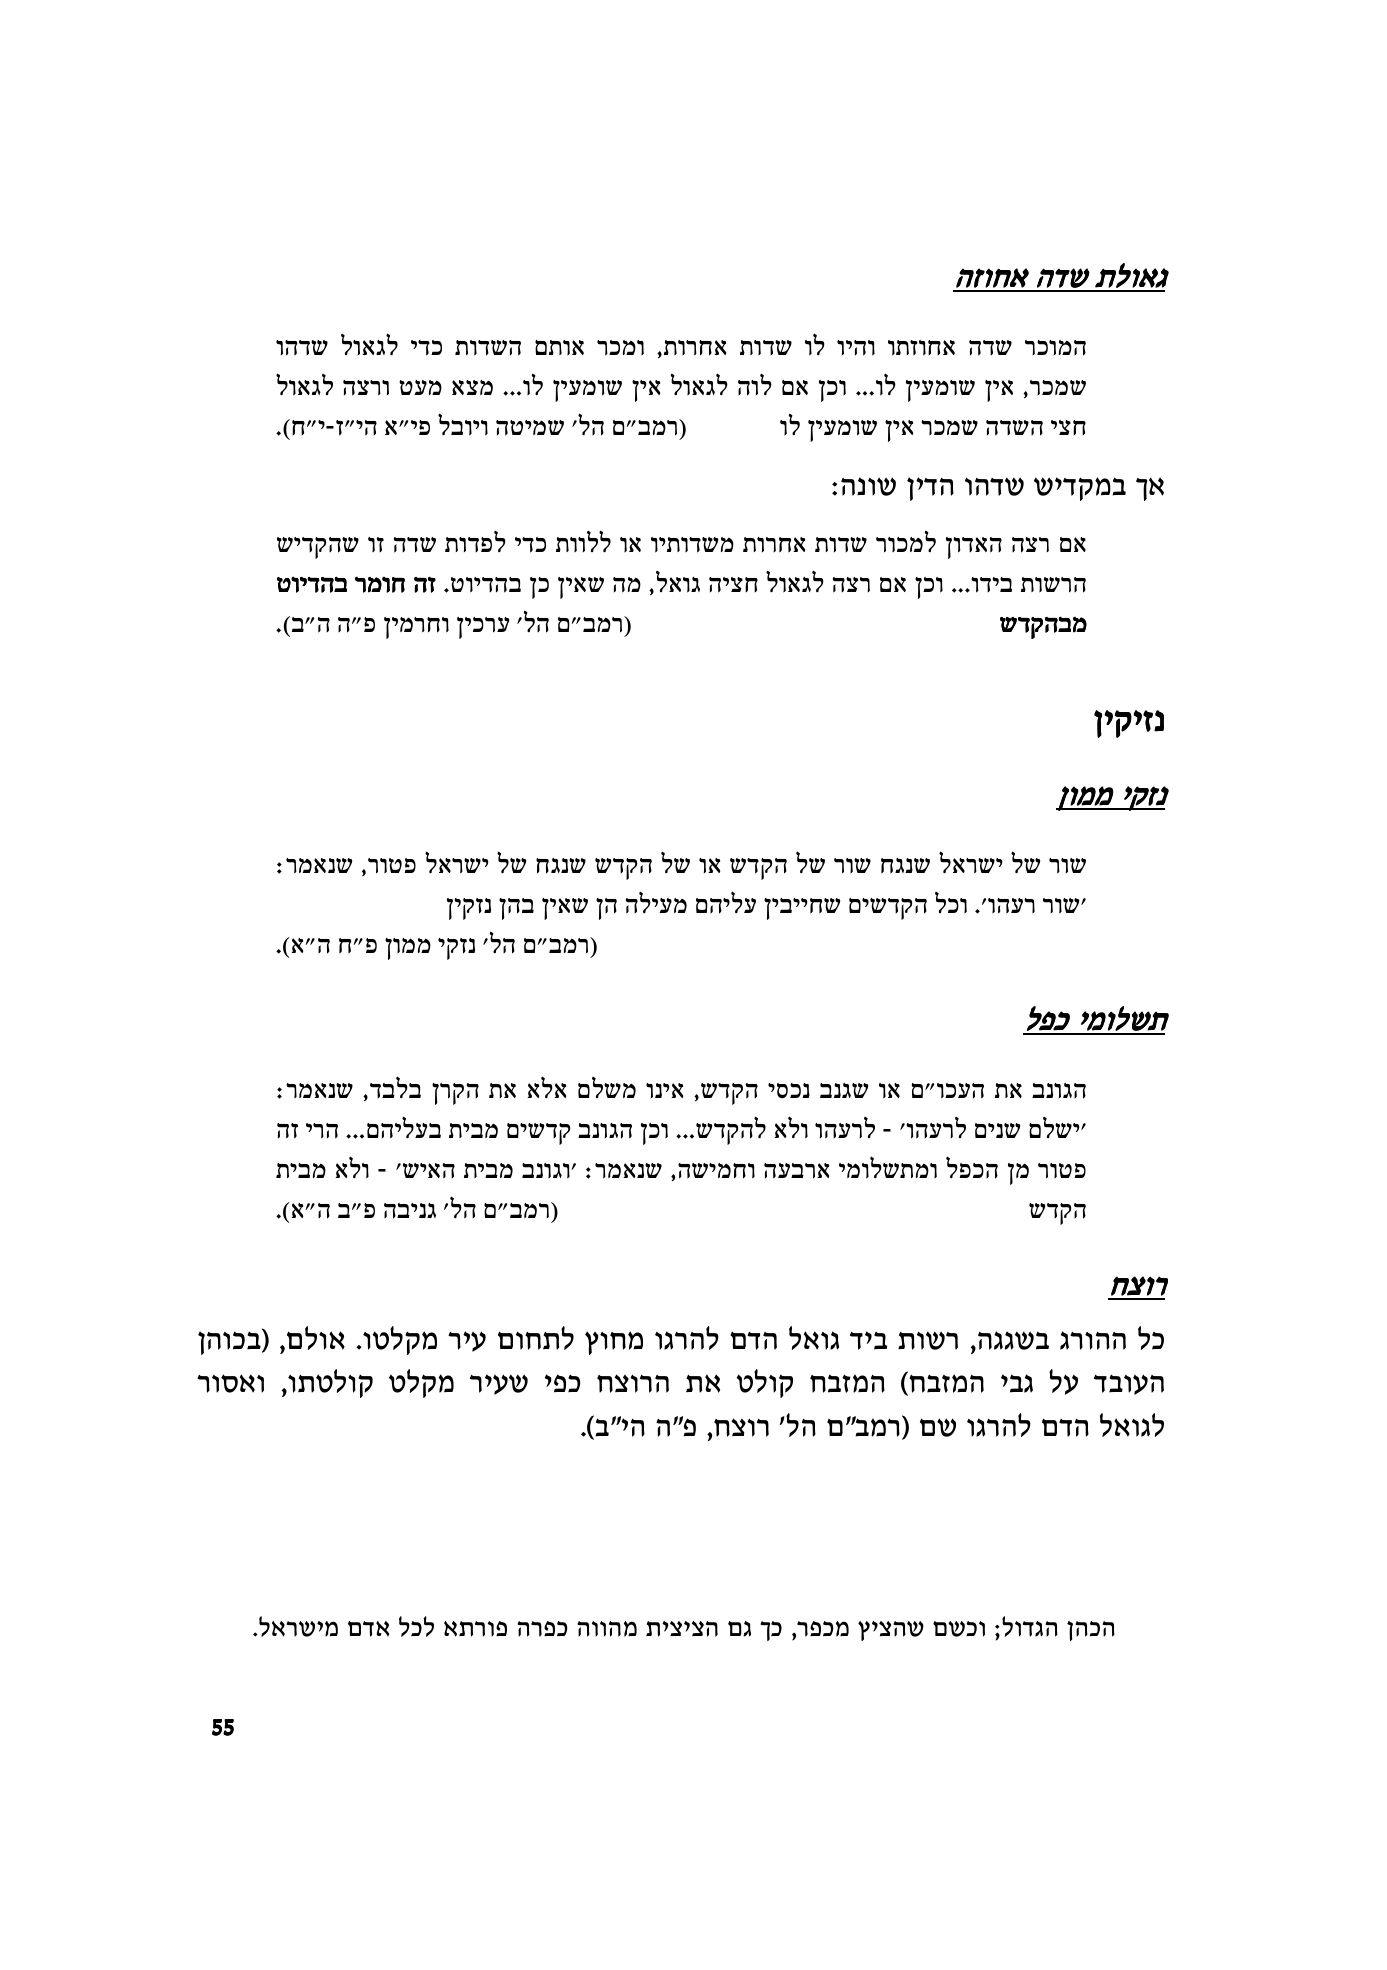 גאולת שדה אחוזה
המוכר שדה אחוזתו והיו לו שדות אחרות, ומכר אותם השדות כדי לגאול שדהו
שמכר, אין שומעין לו... וכן אם לוה לגאול אין שומעין לו... מצא מעט ורצה לגאול
חצי השדה שמכר אין שומעין לו (רמב״ם הל׳ שמיטה ויובל פי״א הי״ז-י״ח).
אך במקדיש שדהו הדין שונה:
אם רצה האדון למכור שדות אחרות משדותיו או ללוות כדי לפדות שדה זו שהקדיש
הרשות בידו... וכן אם רצה לגאול חציה גואל, מה שאין כן בהדיוט. זה חומר בהדיוט
מבהקדש (רמב״ם הל׳ ערכין וחרמין פ״ה ה״ב).
נזיקין
נזקי ממון
שור של ישראל שנגח שור של הקדש או של הקדש שנגח של ישראל פטור, שנאמר:
׳שור רעהו׳. וכל הקדשים שחייבין עליהם מעילה הן שאין בהן נזקין
(רמב״ם הל׳ נזקי ממון פ״ח ה״א).
תשלומי כפל
הגונב את העכו״ם או שגנב נכסי הקדש, אינו משלם אלא את הקרן בלבד, שנאמר:
׳ישלם שנים לרעהו׳ - לרעהו ולא להקדש... וכן הגונב קדשים מבית בעליהם... הרי זה
פטור מן הכפל ומתשלומי ארבעה וחמישה, שנאמר: ׳וגונב מבית האיש׳ - ולא מבית
הקדש (רמב״ם הל׳ גניבה פ״ב ה״א).
רוצח
כל ההורג בשגגה, רשות ביד גואל הדם להרגו מחוץ לתחום עיר מקלטו. אולם, (בכוהן
העובד על גבי המזבח) המזבח קולט את הרוצח כפי שעיר מקלט קולטתו, ואסור
לגואל הדם להרגו שם (רמב״ם הל׳ רוצח, פ״ה הי״ב).
הכהן הגדול; וכשם שהציץ מכפר, כך גם הציצית מהווה כפרה פורתא לכל אדם מישראל.
55